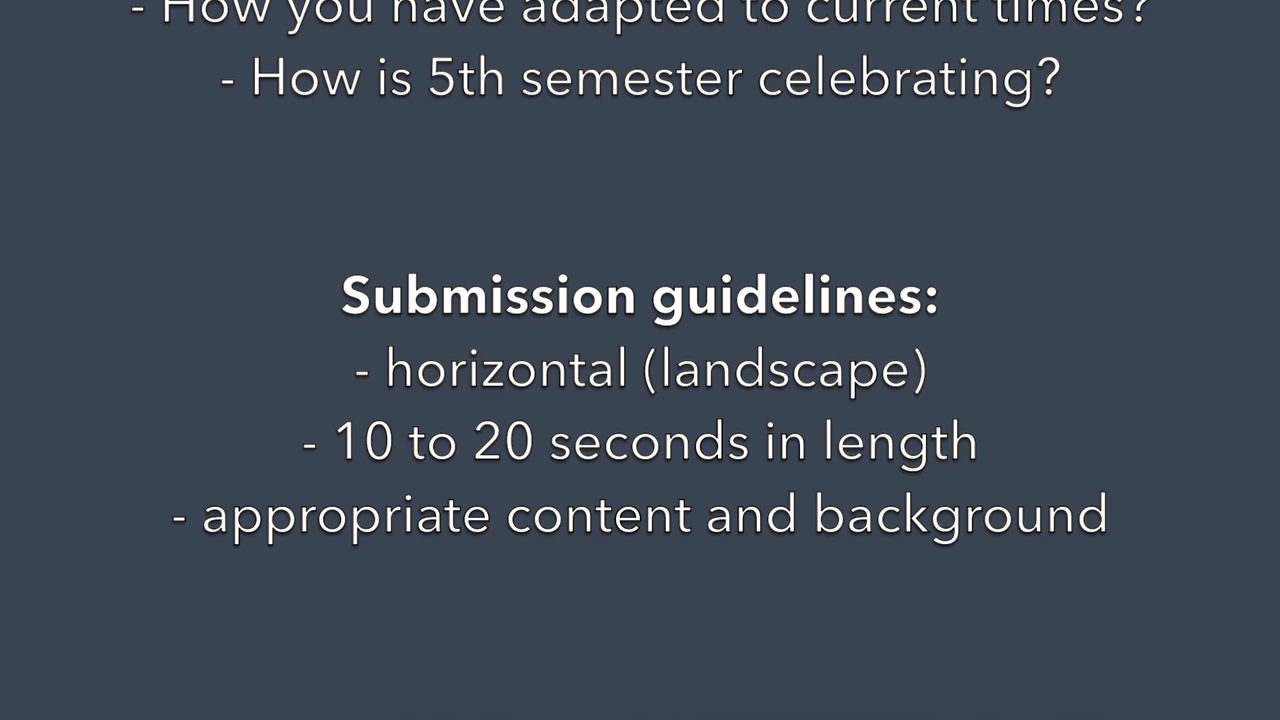 - How you have adapted to current times?
- How is 5th semester celebrating?
Submission guidelines:
- horizontal (landscape)
- 10 to 20 seconds in length
- appropriate content and background